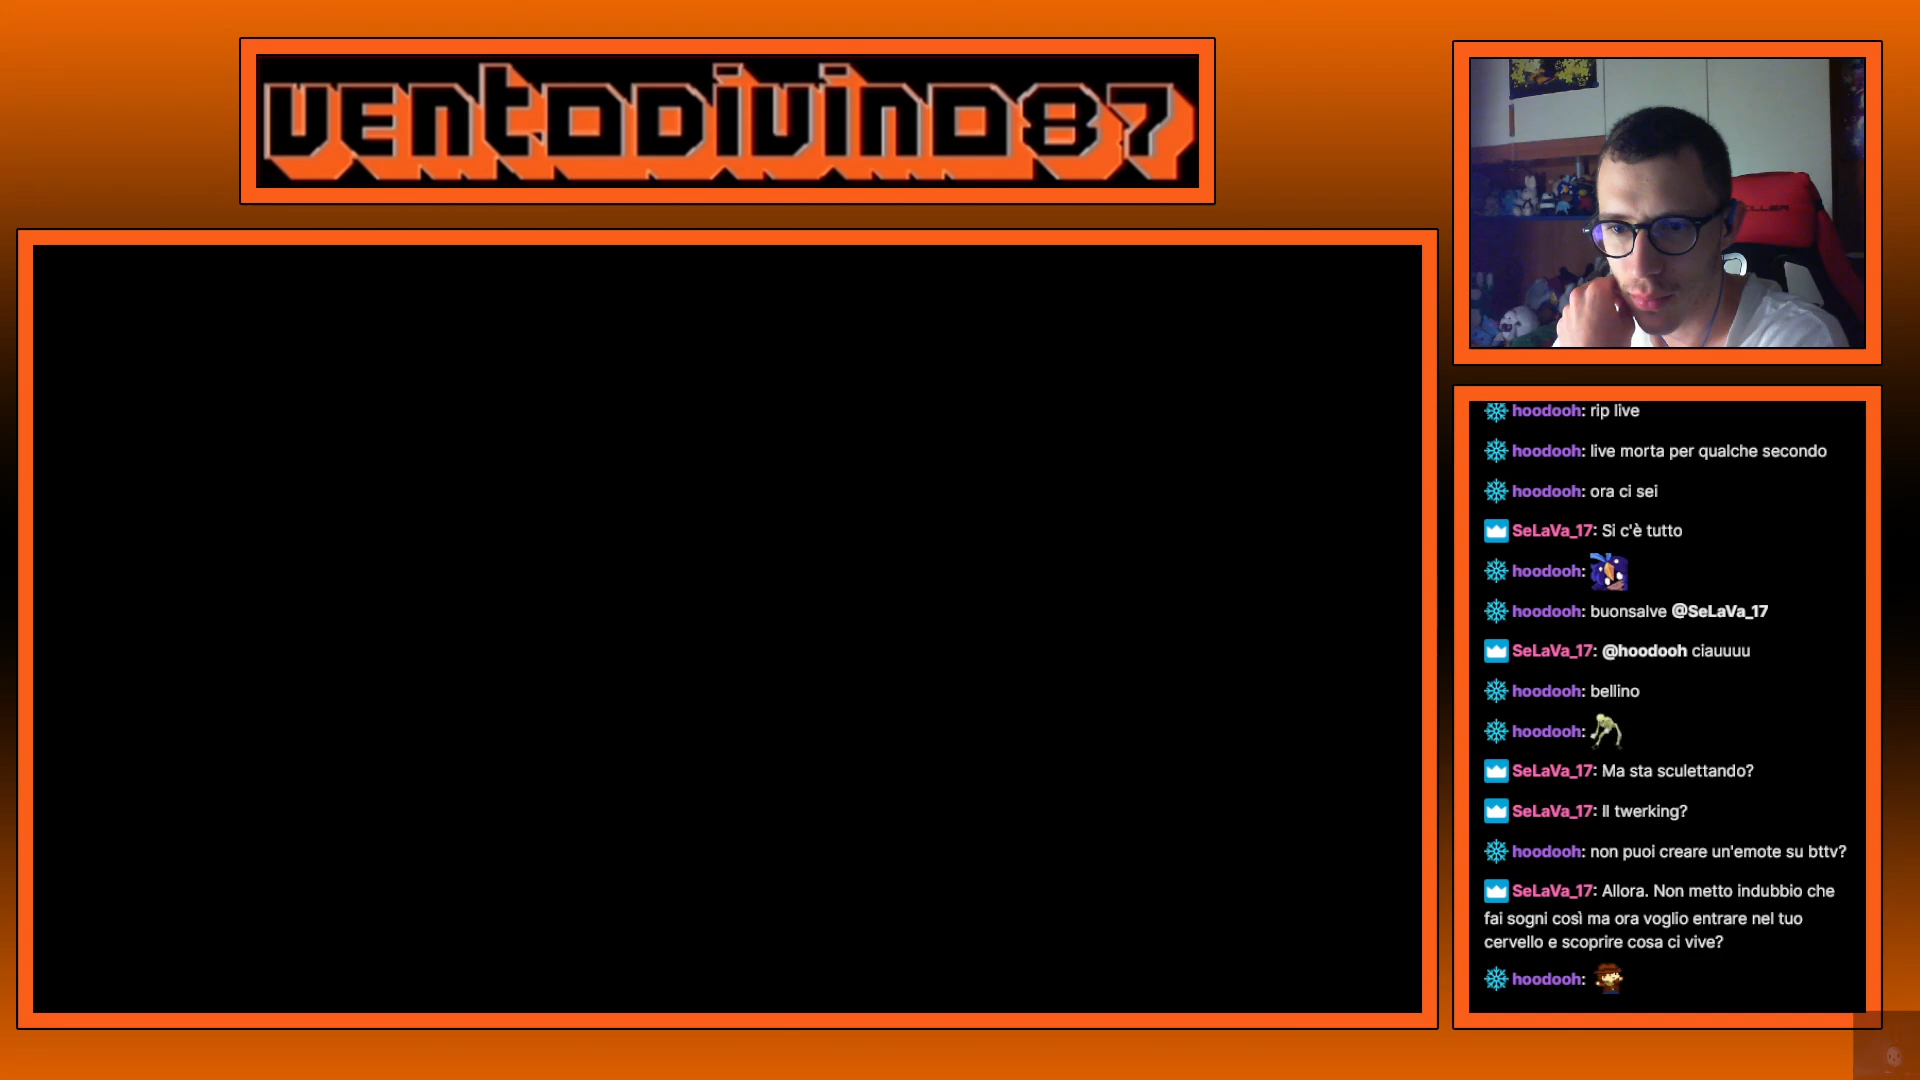 ventodivino87
hoodooh: rip live
hoodooh: live morta per qualche secondo
hoodooh: ora ci sei
SeLaVa_17: Si c'è tutto
hoodooh:
hoodooh: buonsalve @SeLaVa_17
SeLaVa_17: @hoodooh ciauuuu
hoodooh: bellino
hoodooh:
SeLaVa_17: Ma sta sculettando?
SeLaVa_17: Il twerking?
hoodooh: non puoi creare un'emote su bttv?
SeLaVa_17: Allora. Non metto indubbio che
fai sogni così ma ora voglio entrare nel tuo
cervello e scoprire cosa ci vive?
hoodooh: